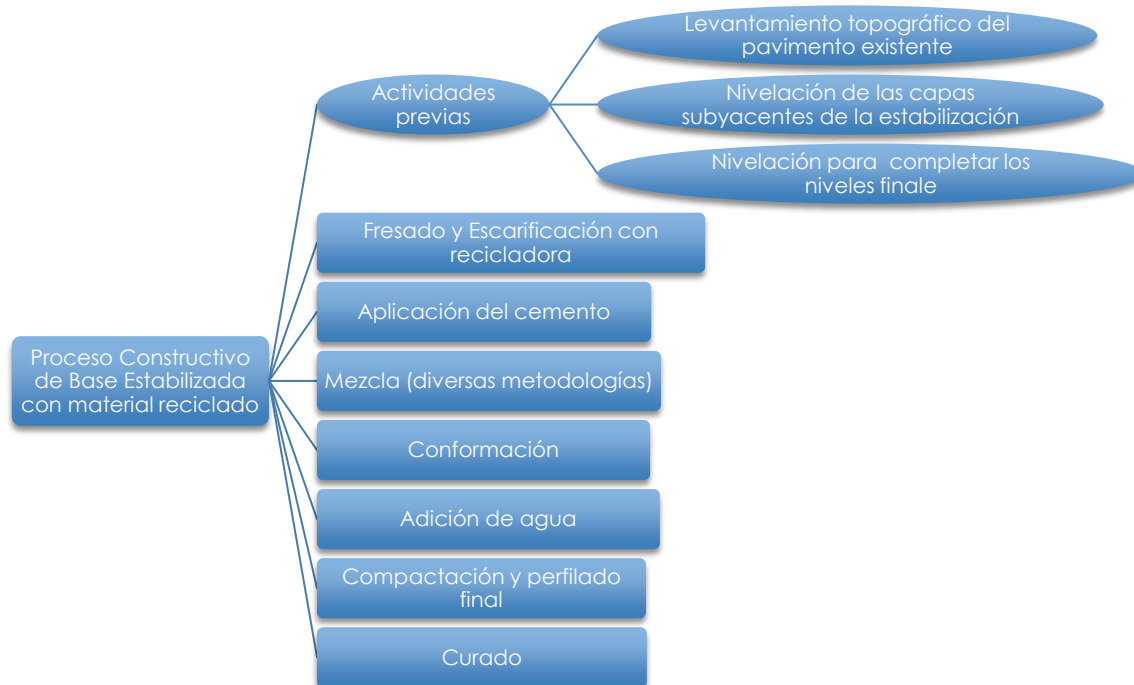 Levantamiento topográfico del
pavimento existente
Actividades
previas
Nivelación de las capas
subyacentes de la estabilización
Nivelación para completar los
niveles finale
Fresado y Escarificación con
recicladora
Aplicación del cemento
Proceso Constructivo
de Base Estabilizada
con material reciclado
Mezcla (diversas metodologías)
Conformación
Adición de agua
Compactación y perfilado
final
Curado